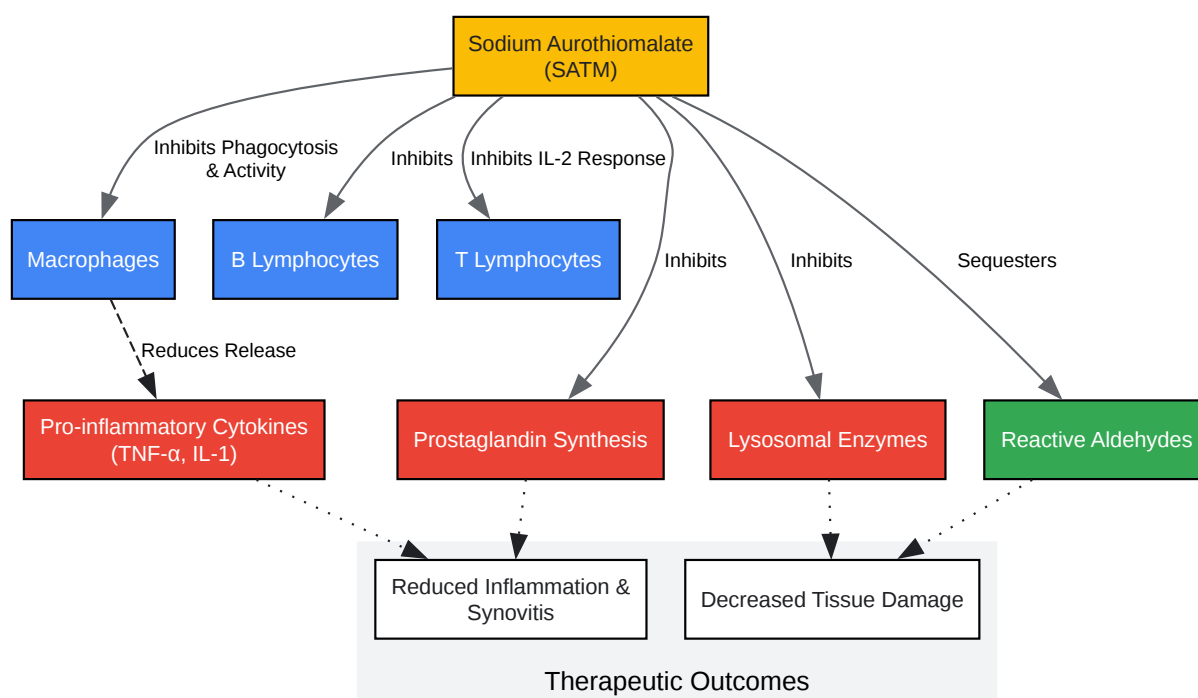 Sodium Aurothiomalate
(SATM)
Inhibits Phagocytosis
& Activity
Inhibits
Inhibits IL-2 Response
Macrophages
B Lymphocytes
T Lymphocytes
Inhibits
Inhibits
Sequesters
Reduces Release
Pro-inflammatory Cytokines
(TNF-α, IL-1)
Prostaglandin Synthesis
Lysosomal Enzymes
Reactive Aldehydes
Reduced Inflammation &
Synovitis
Decreased Tissue Damage
Therapeutic Outcomes